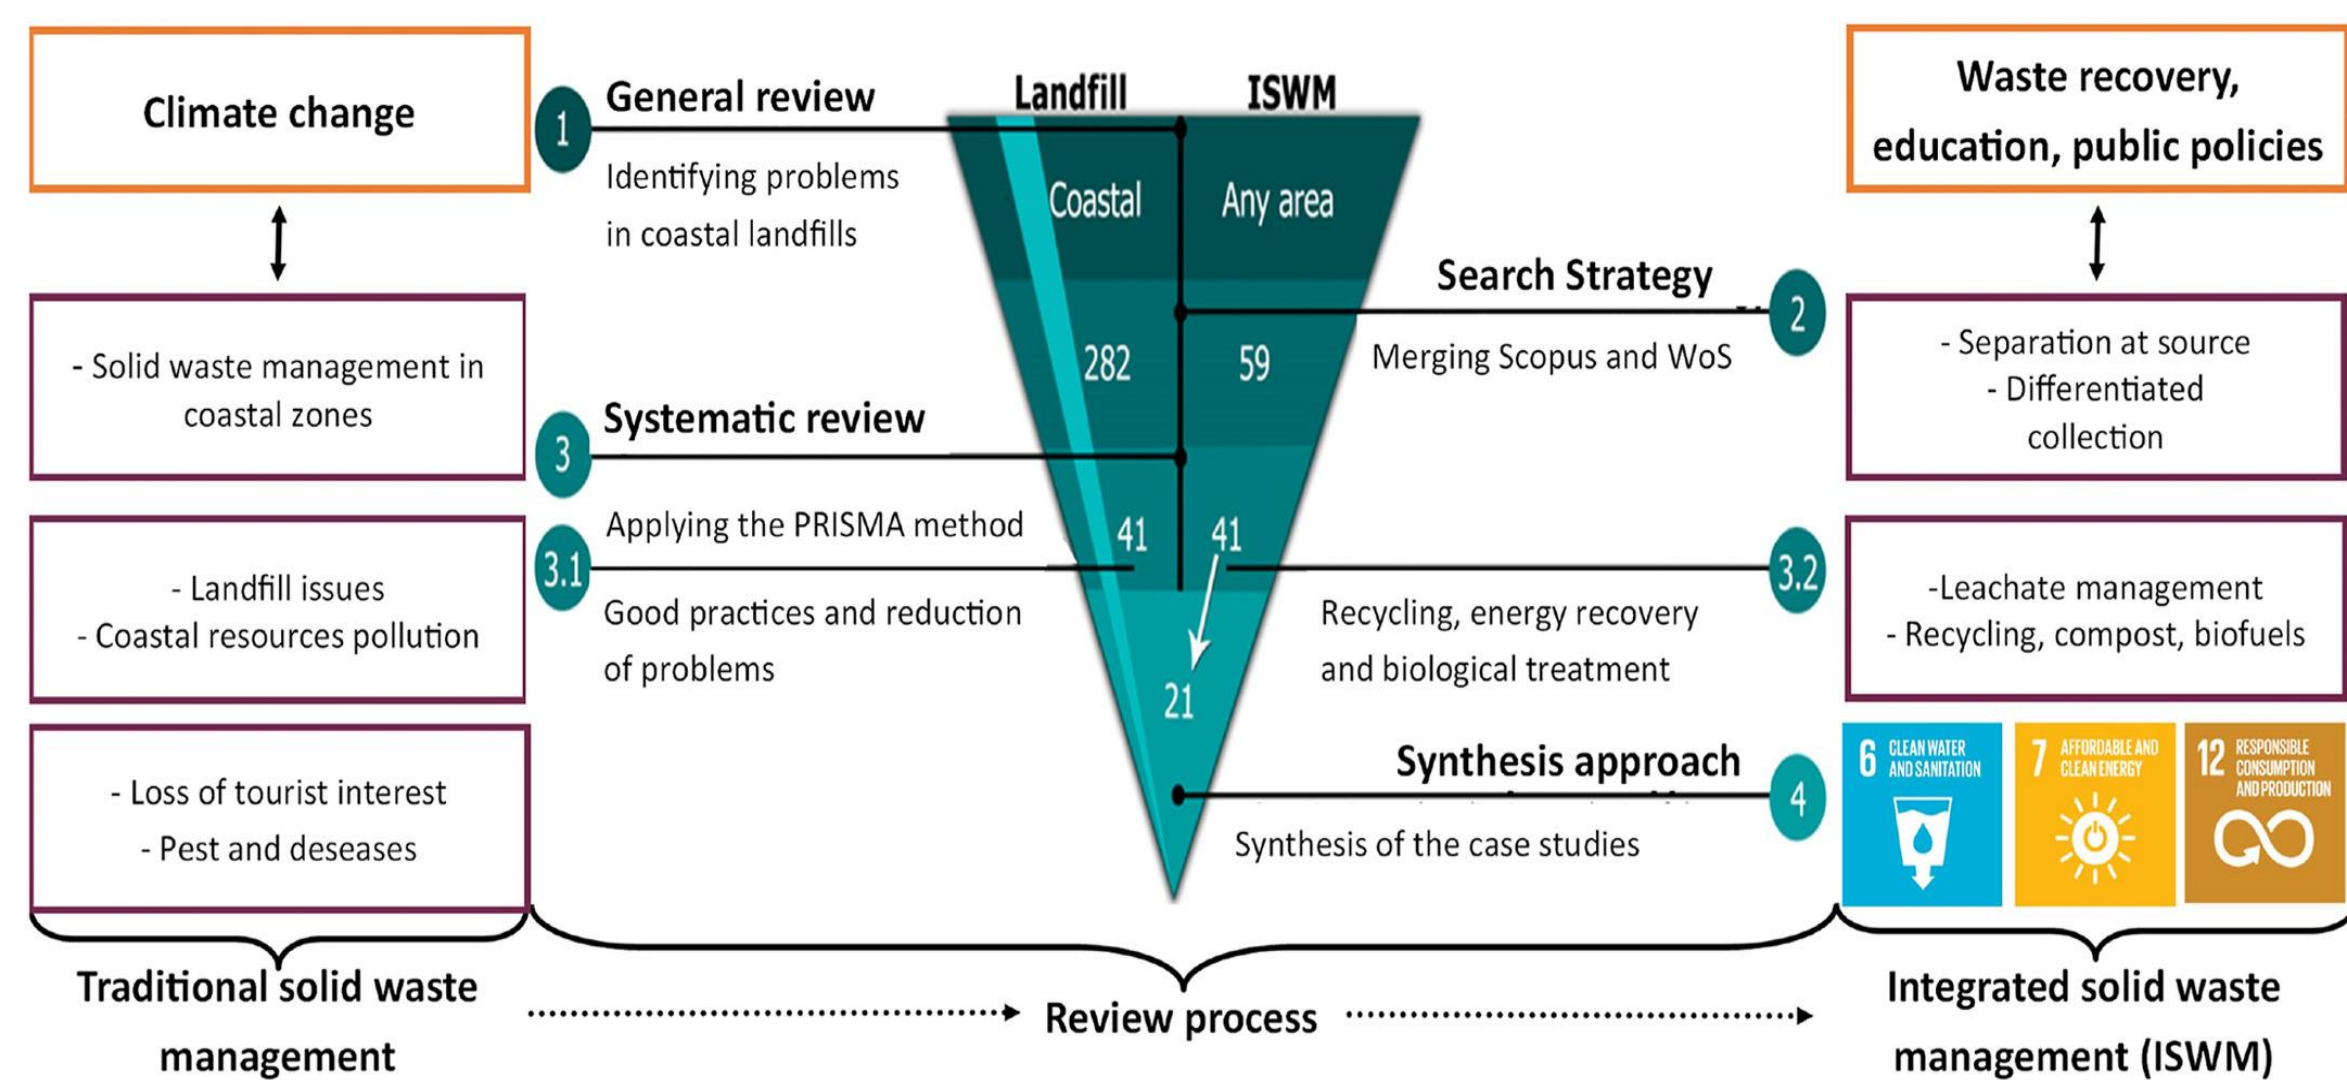 Climate change
- Solid waste management in
coastal zones
- Landfill issues
- Coastal resources pollution
- Loss of tourist interest
- Pest and deseases
Traditional solid waste
management
1
General review
Identifying problems
in coastal landfills
3
Systematic review
Applying the PRISMA method
3.1
Good practices and reduction
of problems
Landfill ISWM
Coastal Any area
282 59
41 41
21
Search Strategy
2
Merging Scopus and WoS
3.2
Recycling, energy recovery
and biological treatment
Synthesis approach
4
Synthesis of the case studies
Review process
Waste recovery,
education, public policies
- Separation at source
- Differentiated
collection
-Leachate management
- Recycling, compost, biofuels
6 CLEAN WATER
AND SANITATION
7 AFFORDABLE AND
CLEAN ENERGY
12 RESPONSIBLE
CONSUMPTION
AND PRODUCTION
Integrated solid waste
management (ISWM)